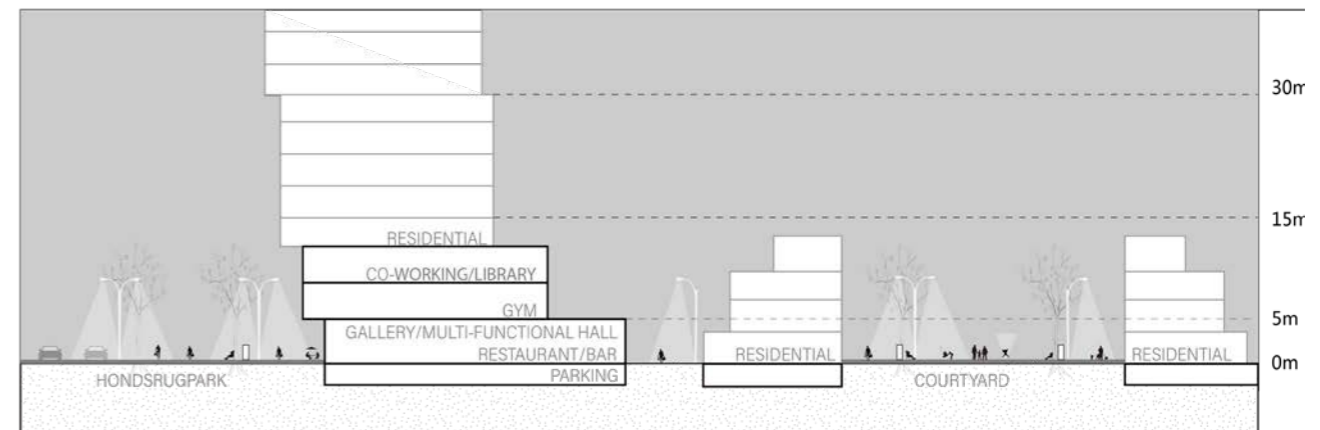 30m
15m
RESIDENTIAL
CO-WORKING/LIBRARY
GYM
5m
GALLERY/MULTI-FUNCTIONAL HALL
RESTAURANT/BAR
RESIDENTIAL
RESIDENTIAL
0m
PARKING
HONDSRUGPARK
COURTYARD